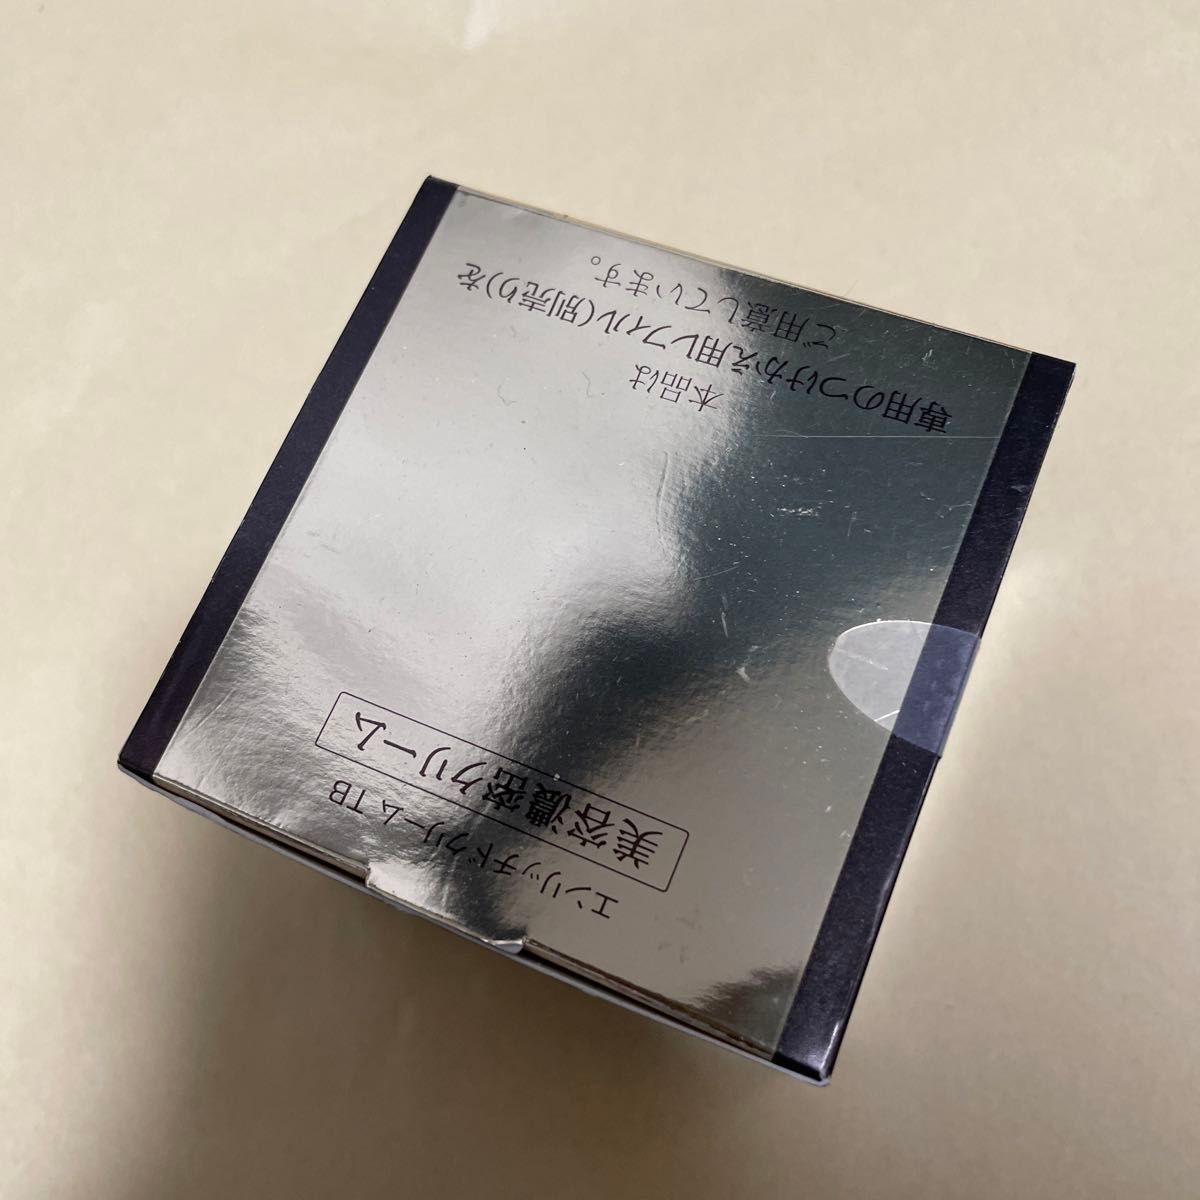 エンリッチドクリーム TB
美容濃密クリーム
本品は
専用のつけかえ用レフィル(別売り)を
ご用意しています。